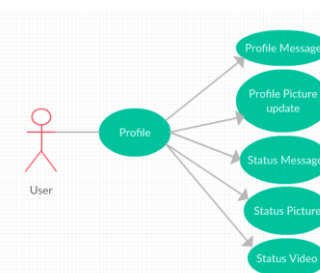 Profile Message
Profile Picture
update
Profile
Status Message
User
Status Picture
Status Video